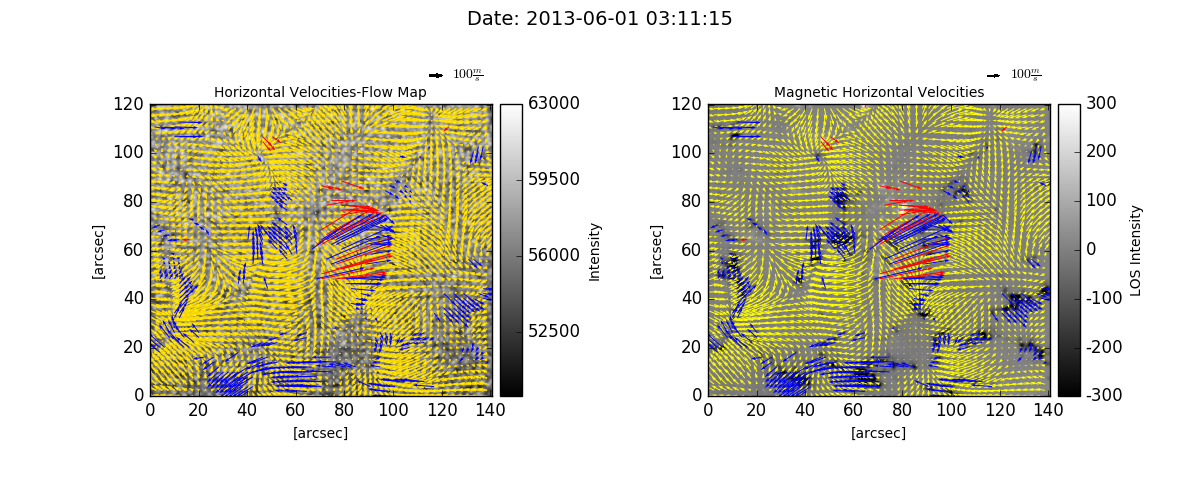 Date: 2013-06-01 03:11:15
100 m/s
100 m/s
Horizontal Velocities-Flow Map
Magnetic Horizontal Velocities
120
100
80
60
40
20
0
[arcsec]
0 20 40 60 80 100 120 140
[arcsec]
63000
59500
56000
52500
Intensity
120
100
80
60
40
20
0
[arcsec]
0 20 40 60 80 100 120 140
[arcsec]
300
200
100
0
-100
-200
-300
LOS Intensity